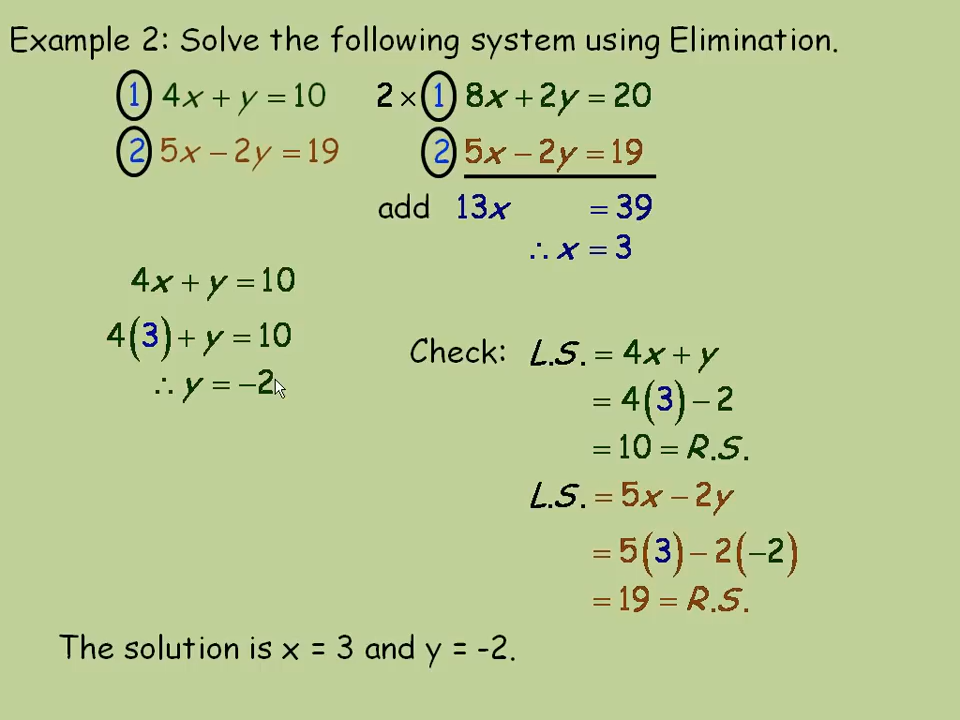 Example 2: Solve the following system using Elimination.
1 4x + y = 10
2 5x − 2y = 19
2 × 1 8x + 2y = 20
2 5x − 2y = 19
add 13x = 39
∴ x = 3
4x + y = 10
4(3) + y = 10
∴ y = −2
Check: L.S. = 4x + y
= 4(3) − 2
= 10 = R.S.
L.S. = 5x − 2y
= 5(3) − 2(−2)
= 19 = R.S.
The solution is x = 3 and y = -2.